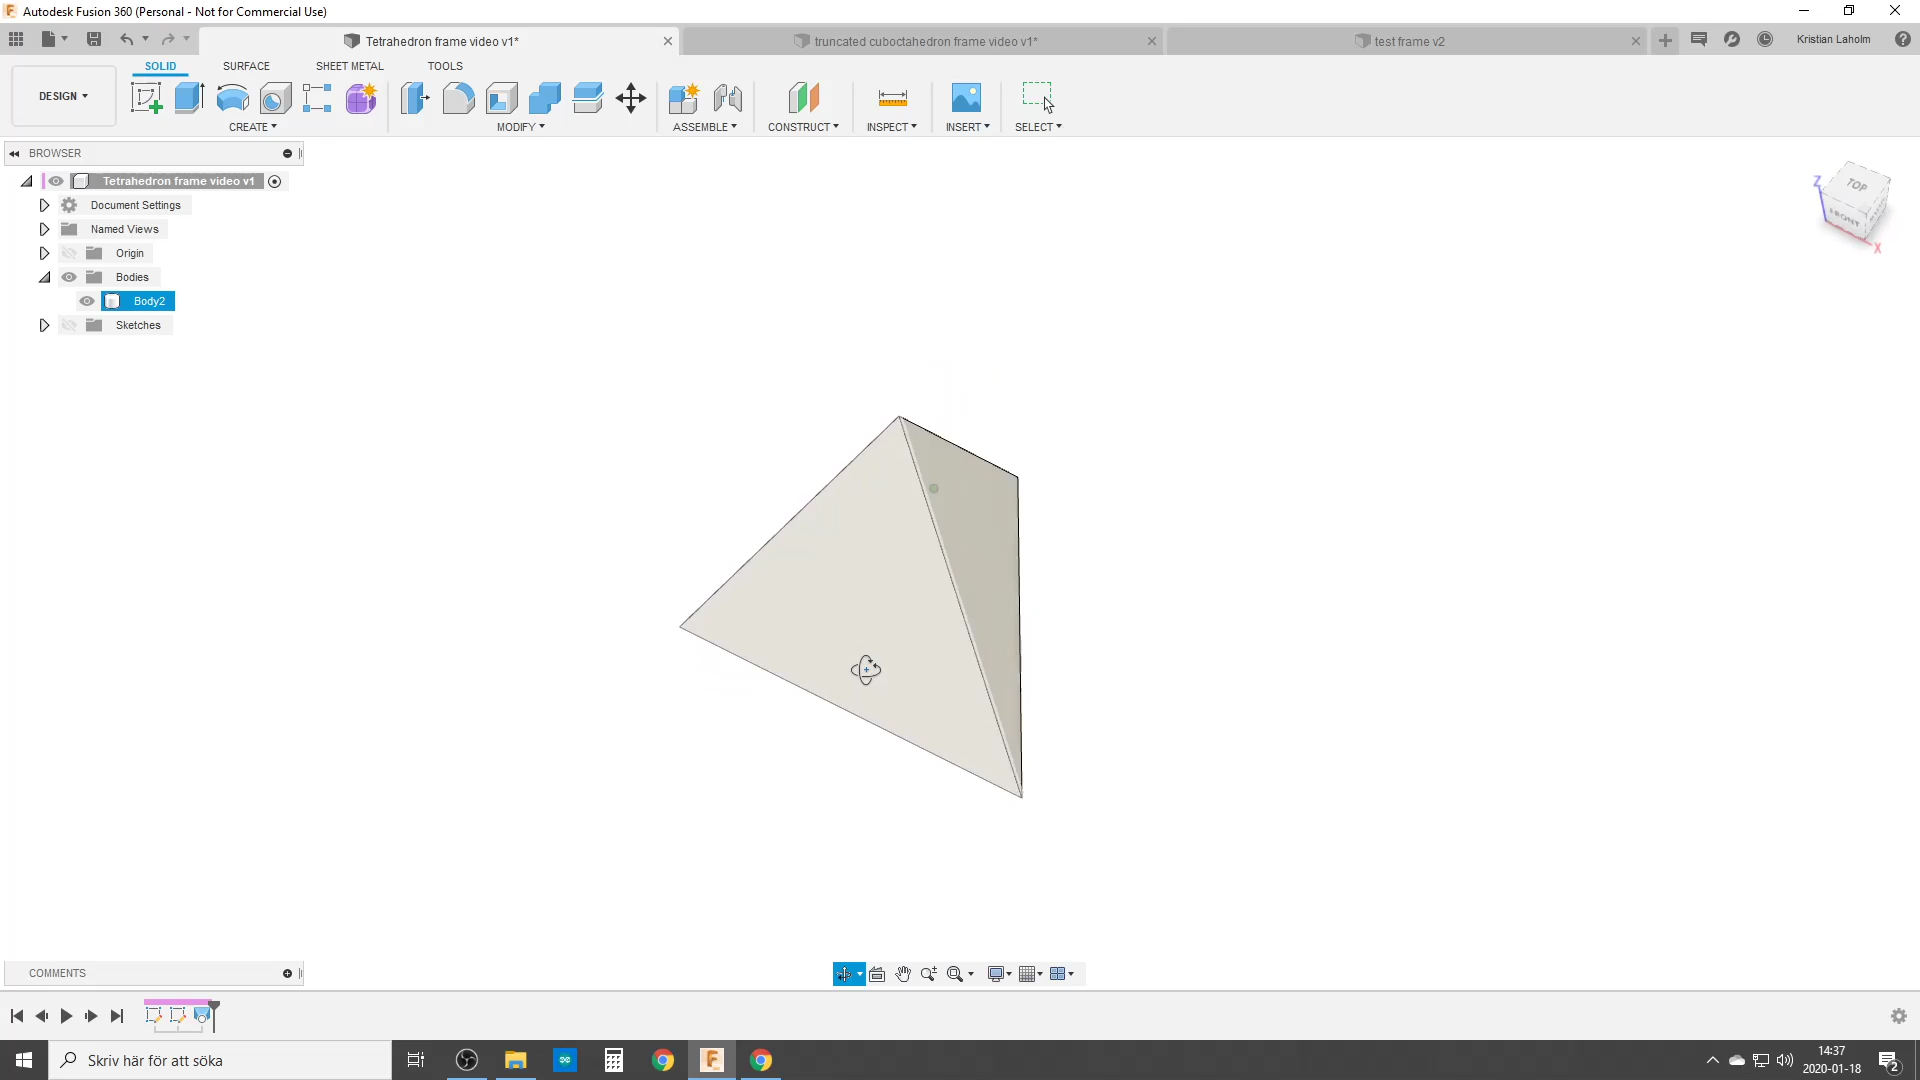 Autodesk Fusion 360 (Personal - Not for Commercial Use)
Tetrahedron frame video v1*
truncated cuboctahedron frame video v1*
test frame v2
Kristian Laholm
SOLID
SURFACE
SHEET METAL
TOOLS
DESIGN
CREATE
MODIFY
ASSEMBLE
CONSTRUCT
INSPECT
INSERT
SELECT
BROWSER
Tetrahedron frame video v1
Document Settings
Named Views
Origin
Bodies
Body2
Sketches
Z
TOP
FRONT
X
COMMENTS
Skriv här för att söka
14:37
2020-01-18
2